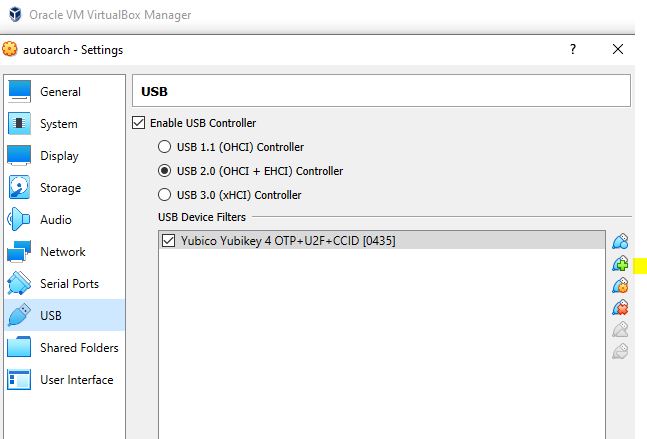 Oracle VM VirtualBox Manager
autoarch - Settings
?
General
System
Display
Storage
Audio
Network
Serial Ports
USB
Shared Folders
User Interface
USB
Enable USB Controller
USB 1.1 (OHCI) Controller
USB 2.0 (OHCI + EHCI) Controller
USB 3.0 (xHCI) Controller
USB Device Filters
Yubico Yubikey 4 OTP+U2F+CCID [0435]